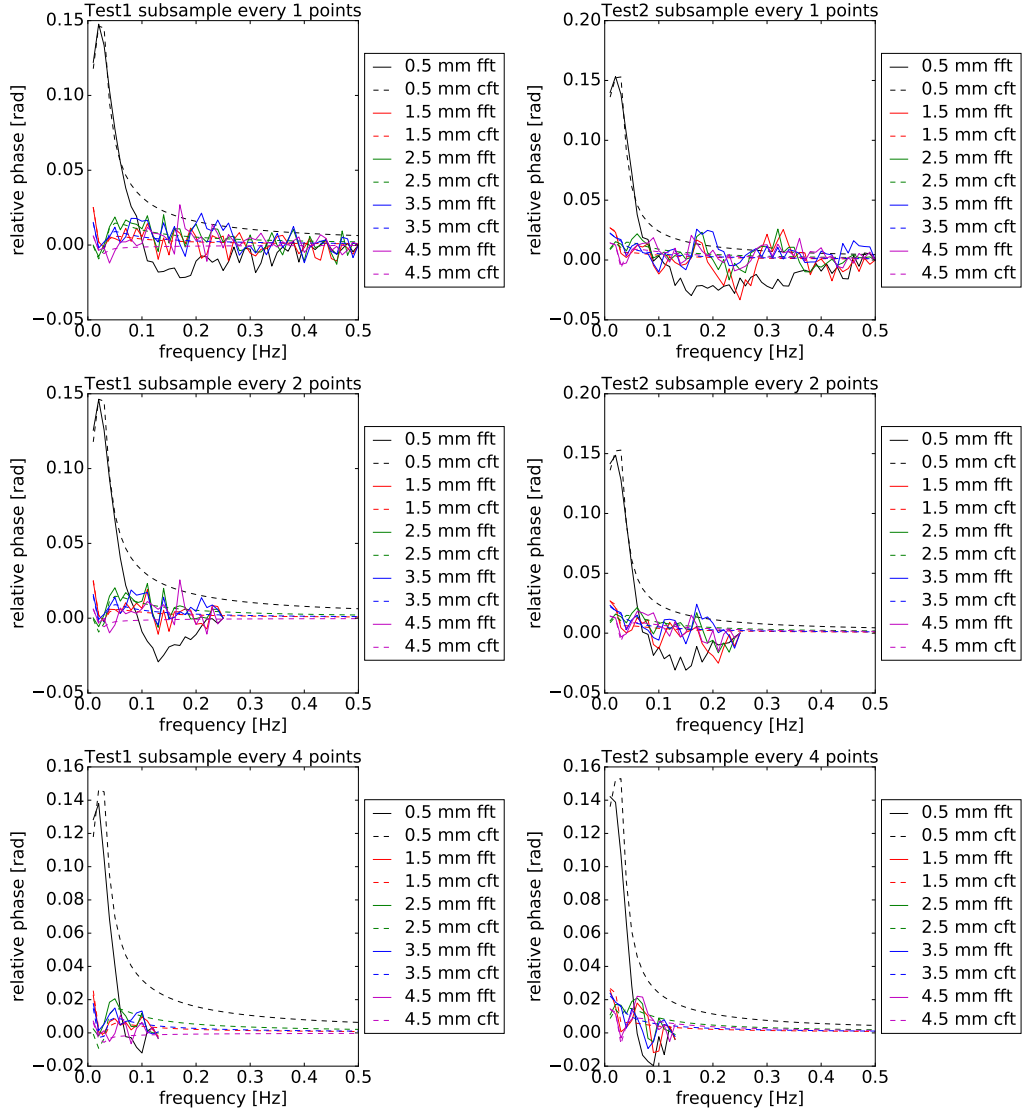 Test1 subsample every 1 points
0.15
0.10
0.05
0.00
−0.05
relative phase [rad]
0.0 0.1 0.2 0.3 0.4 0.5
frequency [Hz]
0.5 mm fft
0.5 mm cft
1.5 mm fft
1.5 mm cft
2.5 mm fft
2.5 mm cft
3.5 mm fft
3.5 mm cft
4.5 mm fft
4.5 mm cft
Test2 subsample every 1 points
0.20
0.15
0.10
0.05
0.00
−0.05
relative phase [rad]
0.0 0.1 0.2 0.3 0.4 0.5
frequency [Hz]
0.5 mm fft
0.5 mm cft
1.5 mm fft
1.5 mm cft
2.5 mm fft
2.5 mm cft
3.5 mm fft
3.5 mm cft
4.5 mm fft
4.5 mm cft
Test1 subsample every 2 points
0.15
0.10
0.05
0.00
−0.05
relative phase [rad]
0.0 0.1 0.2 0.3 0.4 0.5
frequency [Hz]
0.5 mm fft
0.5 mm cft
1.5 mm fft
1.5 mm cft
2.5 mm fft
2.5 mm cft
3.5 mm fft
3.5 mm cft
4.5 mm fft
4.5 mm cft
Test2 subsample every 2 points
0.20
0.15
0.10
0.05
0.00
−0.05
relative phase [rad]
0.0 0.1 0.2 0.3 0.4 0.5
frequency [Hz]
0.5 mm fft
0.5 mm cft
1.5 mm fft
1.5 mm cft
2.5 mm fft
2.5 mm cft
3.5 mm fft
3.5 mm cft
4.5 mm fft
4.5 mm cft
Test1 subsample every 4 points
0.16
0.14
0.12
0.10
0.08
0.06
0.04
0.02
0.00
−0.02
relative phase [rad]
0.0 0.1 0.2 0.3 0.4 0.5
frequency [Hz]
0.5 mm fft
0.5 mm cft
1.5 mm fft
1.5 mm cft
2.5 mm fft
2.5 mm cft
3.5 mm fft
3.5 mm cft
4.5 mm fft
4.5 mm cft
Test2 subsample every 4 points
0.16
0.14
0.12
0.10
0.08
0.06
0.04
0.02
0.00
−0.02
relative phase [rad]
0.0 0.1 0.2 0.3 0.4 0.5
frequency [Hz]
0.5 mm fft
0.5 mm cft
1.5 mm fft
1.5 mm cft
2.5 mm fft
2.5 mm cft
3.5 mm fft
3.5 mm cft
4.5 mm fft
4.5 mm cft